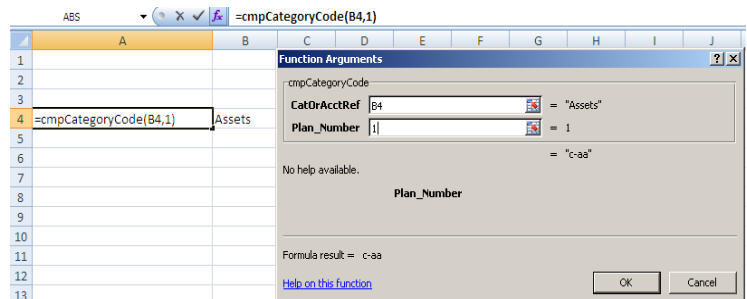 ABS =cmpCategoryCode(B4,1)
A B C D E F G H I J
1 Function Arguments
2 cmpCategoryCode
3 CatOrAcctRef B4 = "Assets"
4 =cmpCategoryCode(B4,1) Assets Plan_Number 1 = 1
5
6 = "c-aa"
7 No help available.
8 Plan_Number
9
10
11 Formula result = c-aa
12 Help on this function OK Cancel
13